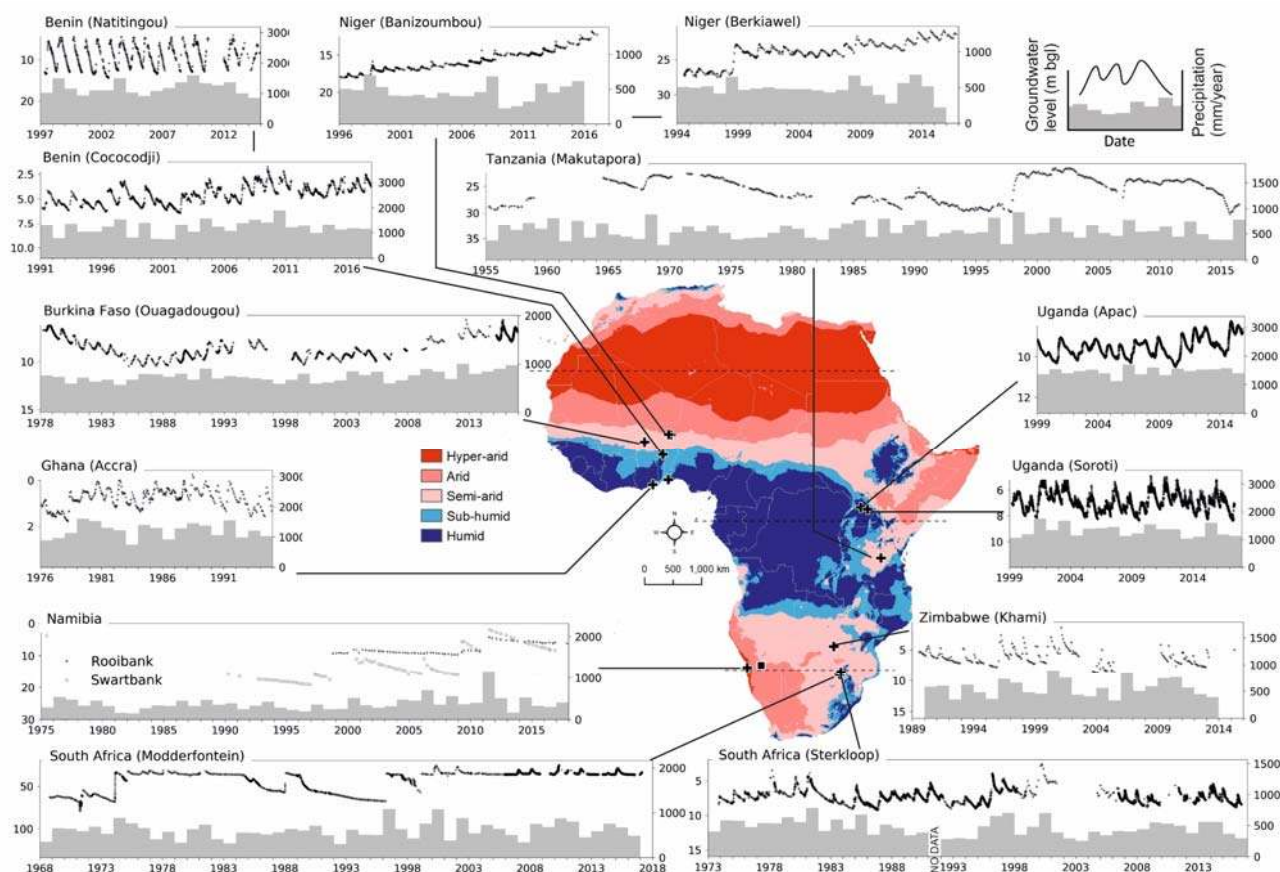 Benin (Natitingou)
10
20
3000
2000
1000
0
1997 2002 2007 2012
Niger (Banizoumbou)
15
20
1000
500
0
1996 2001 2006 2011 2016
Niger (Berkiawel)
25
30
1000
500
0
1994 1999 2004 2009 2014
Groundwater
level (m bgl)
Precipitation
(mm/year)
Date
Benin (Cococodji)
2.5
5.0
7.5
10.0
3000
2000
1000
0
1991 1996 2001 2006 2011 2016
Tanzania (Makutapora)
25
30
35
1500
1000
500
0
1955 1960 1965 1970 1975 1980 1985 1990 1995 2000 2005 2010 2015
Burkina Faso (Ouagadougou)
10
15
2000
1000
0
1978 1983 1988 1993 1998 2003 2008 2013
Uganda (Apac)
10
12
3000
2000
1000
0
1999 2004 2009 2014
Hyper-arid
Arid
Semi-arid
Sub-humid
Humid
N
W E
S
0 500 1,000 km
Ghana (Accra)
0
2
3000
2000
1000
0
1976 1981 1986 1991
Uganda (Soroti)
6
8
10
12
3000
2000
1000
0
1999 2004 2009 2014
Namibia
0
10
20
30
Rooibank
Swartbank
2000
1000
0
1975 1980 1985 1990 1995 2000 2005 2010 2015
Zimbabwe (Khami)
5
10
15
1500
1000
500
0
1989 1994 1999 2004 2009 2014
South Africa (Modderfontein)
50
100
2000
1000
0
1968 1973 1978 1983 1988 1993 1998 2003 2008 2013 2018
South Africa (Sterkloop)
5
10
15
1500
1000
500
0
NO DATA
1973 1978 1983 1988 1993 1998 2003 2008 2013